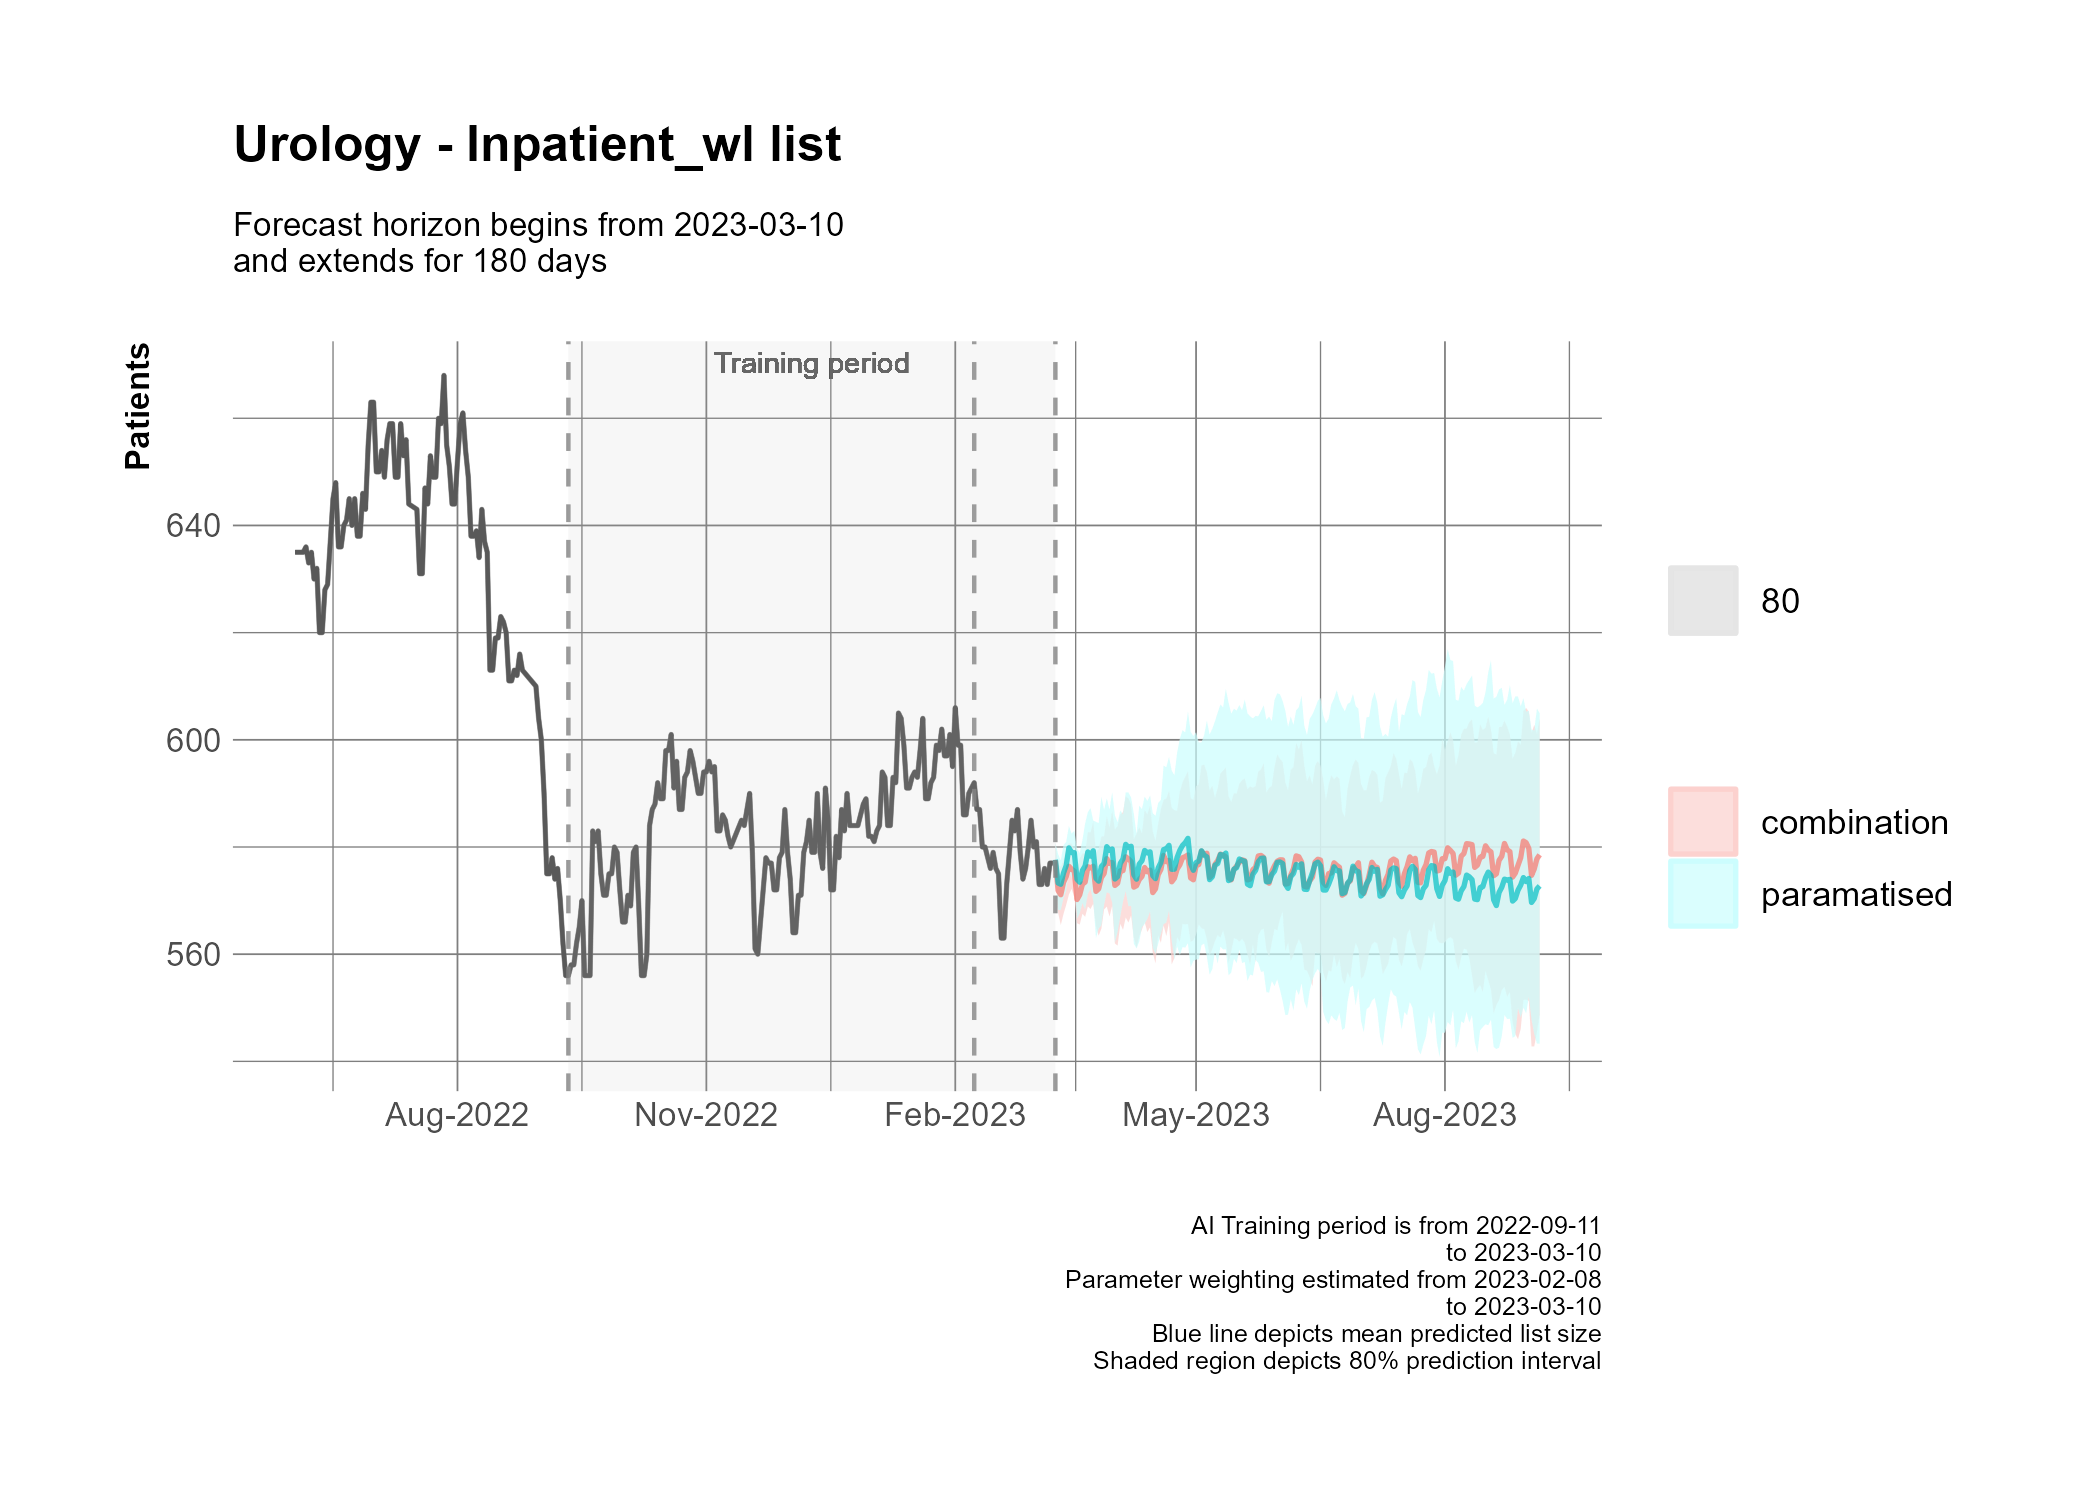 Urology - Inpatient_wl list
Forecast horizon begins from 2023-03-10
and extends for 180 days
Patients
Training period
640
600
560
Aug-2022
Nov-2022
Feb-2023
May-2023
Aug-2023
80
combination
paramatised
AI Training period is from 2022-09-11
to 2023-03-10
Parameter weighting estimated from 2023-02-08
to 2023-03-10
Blue line depicts mean predicted list size
Shaded region depicts 80% prediction interval